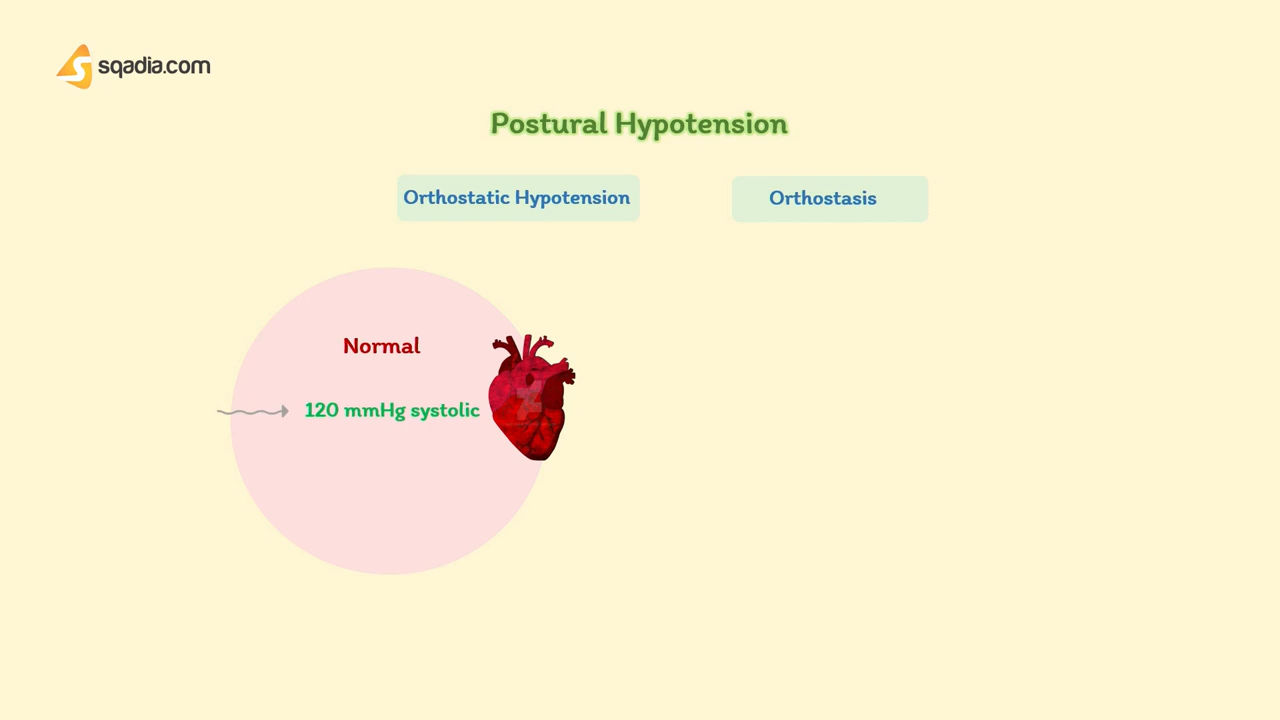 sqadia.com
Postural Hypotension
Orthostatic Hypotension
Orthostasis
Normal
120 mmHg systolic